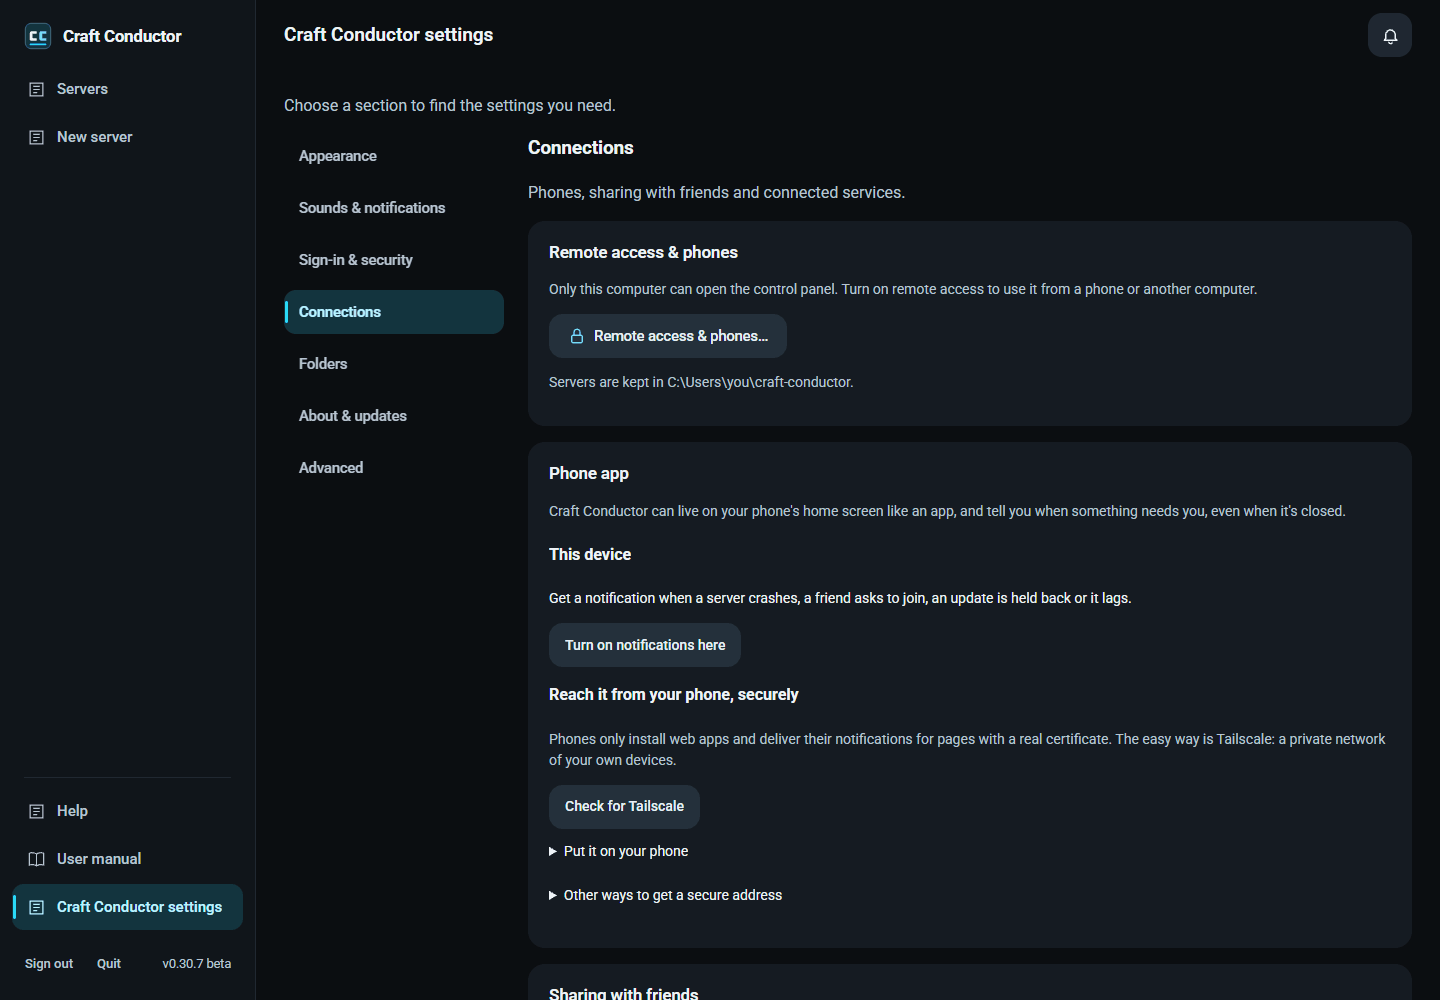 Craft Conductor
Servers
New server
Help
User manual
Craft Conductor settings
Sign out
Quit
v0.30.7 beta
Craft Conductor settings
Choose a section to find the settings you need.
Appearance
Sounds & notifications
Sign-in & security
Connections
Folders
About & updates
Advanced
Connections
Phones, sharing with friends and connected services.
Remote access & phones
Only this computer can open the control panel. Turn on remote access to use it from a phone or another computer.
Remote access & phones...
Servers are kept in C:\Users\you\craft-conductor.
Phone app
Craft Conductor can live on your phone's home screen like an app, and tell you when something needs you, even when it's closed.
This device
Get a notification when a server crashes, a friend asks to join, an update is held back or it lags.
Turn on notifications here
Reach it from your phone, securely
Phones only install web apps and deliver their notifications for pages with a real certificate. The easy way is Tailscale: a private network
of your own devices.
Check for Tailscale
Put it on your phone
Other ways to get a secure address
Sharing with friends